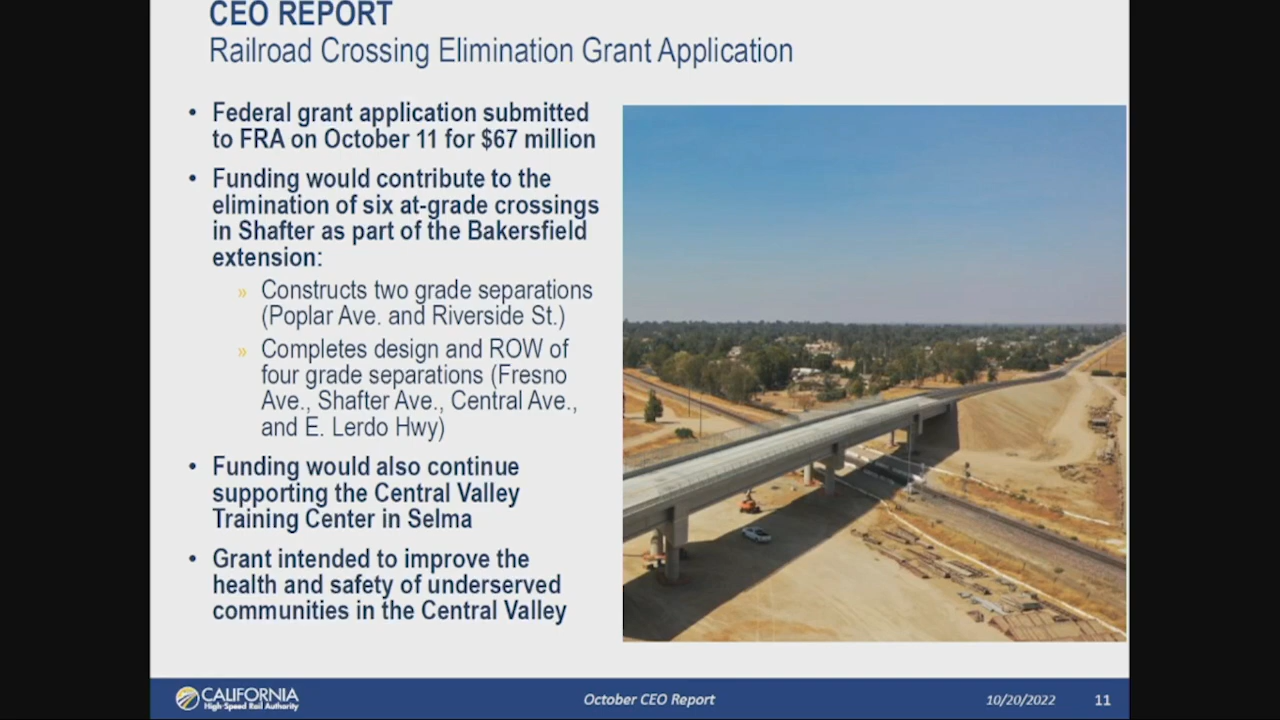 CEO REPORT
Railroad Crossing Elimination Grant Application
• Federal grant application submitted
to FRA on October 11 for $67 million
• Funding would contribute to the
elimination of six at-grade crossings
in Shafter as part of the Bakersfield
extension:
» Constructs two grade separations
(Poplar Ave. and Riverside St.)
» Completes design and ROW of
four grade separations (Fresno
Ave., Shafter Ave., Central Ave.,
and E. Lerdo Hwy)
• Funding would also continue
supporting the Central Valley
Training Center in Selma
• Grant intended to improve the
health and safety of underserved
communities in the Central Valley
CALIFORNIA
High-Speed Rail Authority
October CEO Report
10/20/2022
11